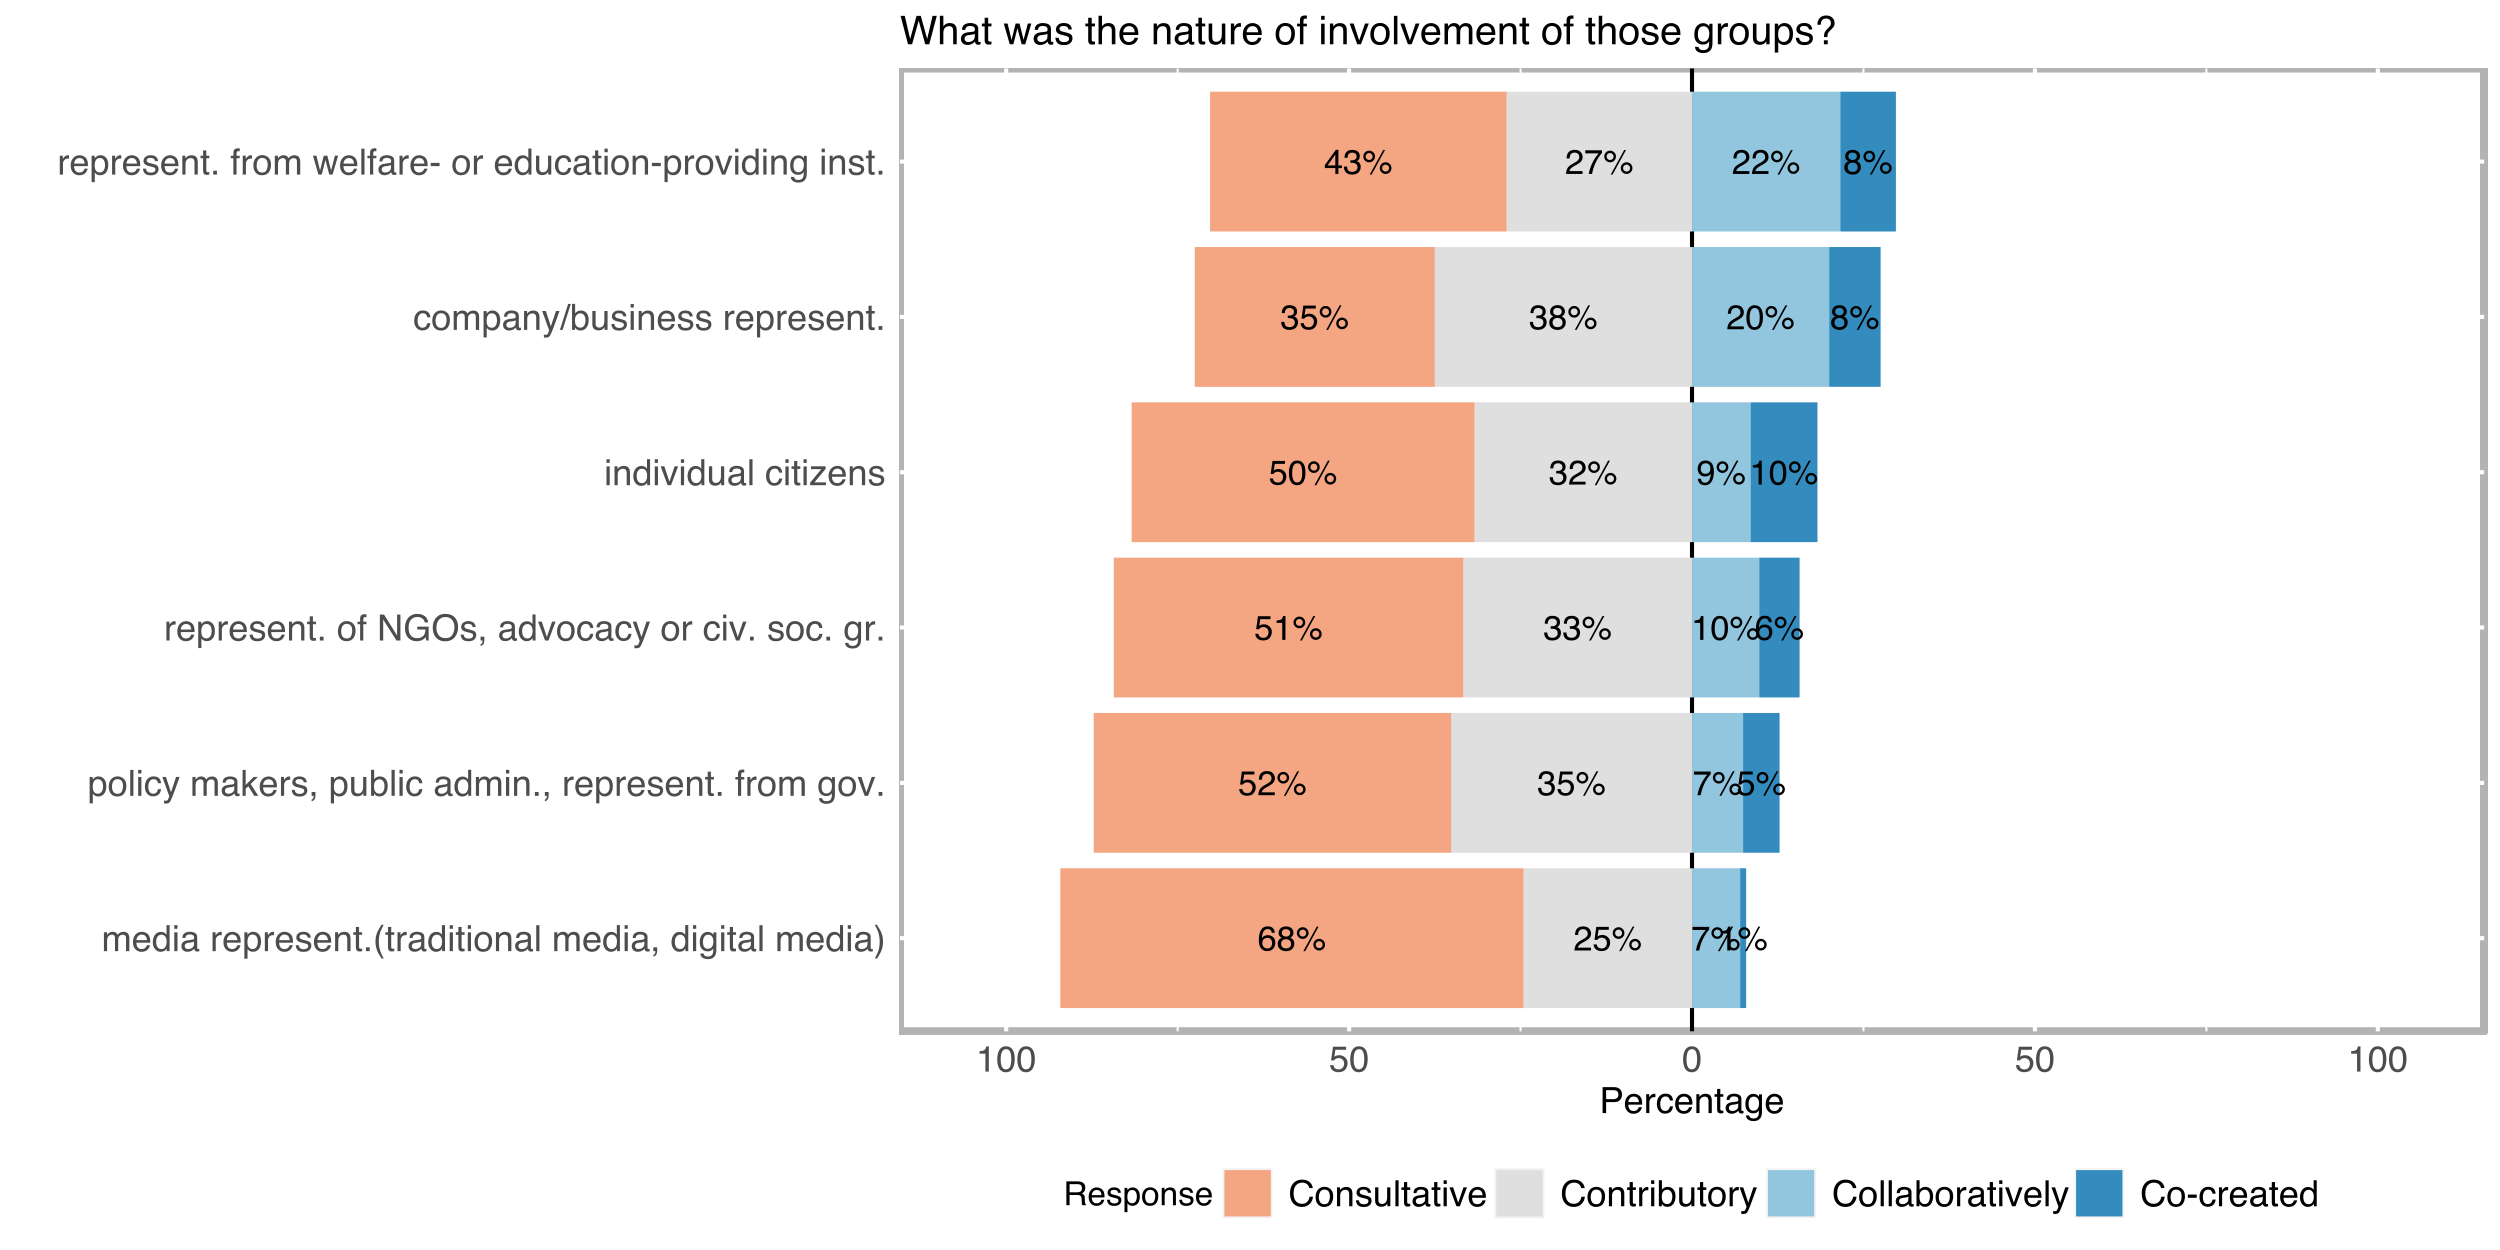 What was the nature of involvement of those groups?
represent. from welfare- or education-providing inst. 43% 27% 22% 8%
company/business represent. 35% 38% 20% 8%
individual citizens 50% 32% 9% 10%
represent. of NGOs, advocacy or civ. soc. gr. 51% 33% 10% 6%
policy makers, public admin., represent. from gov. 52% 35% 7% 5%
media represent.(traditional media, digital media) 68% 25% 7% 1%
100 50 0 50 100
Percentage
Response Consultative Contributory Collaboratively Co-created